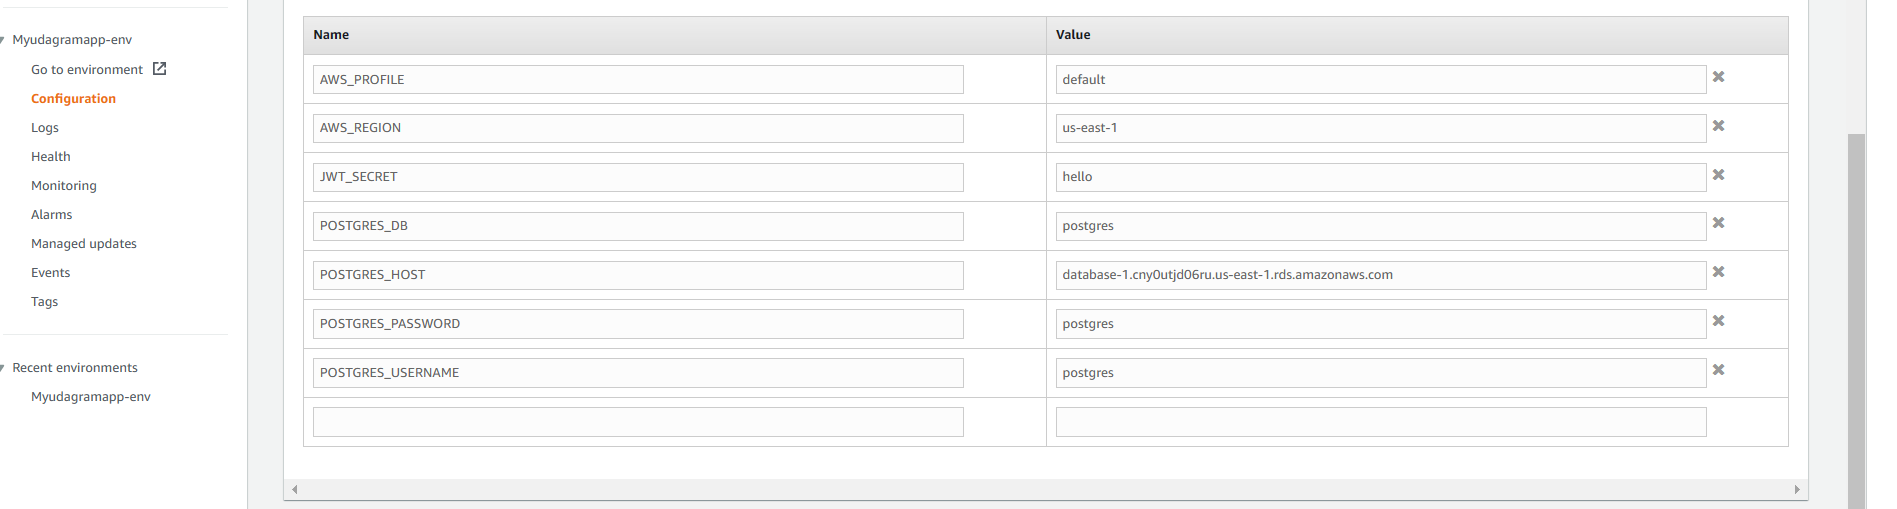 Myudagramapp-env
Go to environment
Configuration
Logs
Health
Monitoring
Alarms
Managed updates
Events
Tags
Recent environments
Myudagramapp-env
Name Value
AWS_PROFILE default
AWS_REGION us-east-1
JWT_SECRET hello
POSTGRES_DB postgres
POSTGRES_HOST database-1.cny0utjd06ru.us-east-1.rds.amazonaws.com
POSTGRES_PASSWORD postgres
POSTGRES_USERNAME postgres